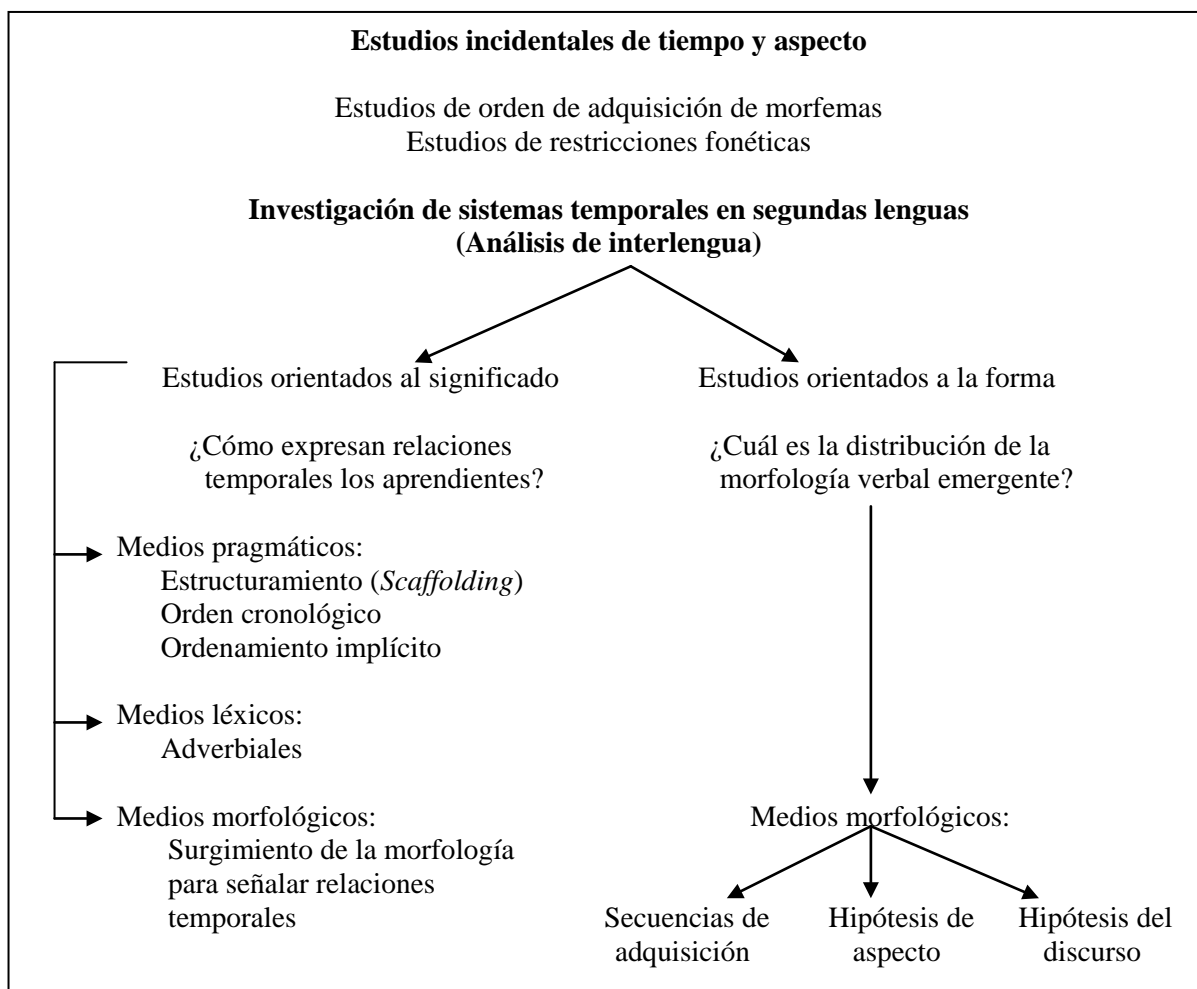 Estudios incidentales de tiempo y aspecto
Estudios de orden de adquisición de morfemas
Estudios de restricciones fonéticas
Investigación de sistemas temporales en segundas lenguas
(Análisis de interlengua)
Estudios orientados al significado
¿Cómo expresan relaciones
temporales los aprendientes?
Medios pragmáticos:
Estructuramiento (Scaffolding)
Orden cronológico
Ordenamiento implícito
Medios léxicos:
Adverbiales
Medios morfológicos:
Surgimiento de la morfología
para señalar relaciones
temporales
Estudios orientados a la forma
¿Cuál es la distribución de la
morfología verbal emergente?
Medios morfológicos:
Secuencias de
adquisición
Hipótesis de
aspecto
Hipótesis del
discurso